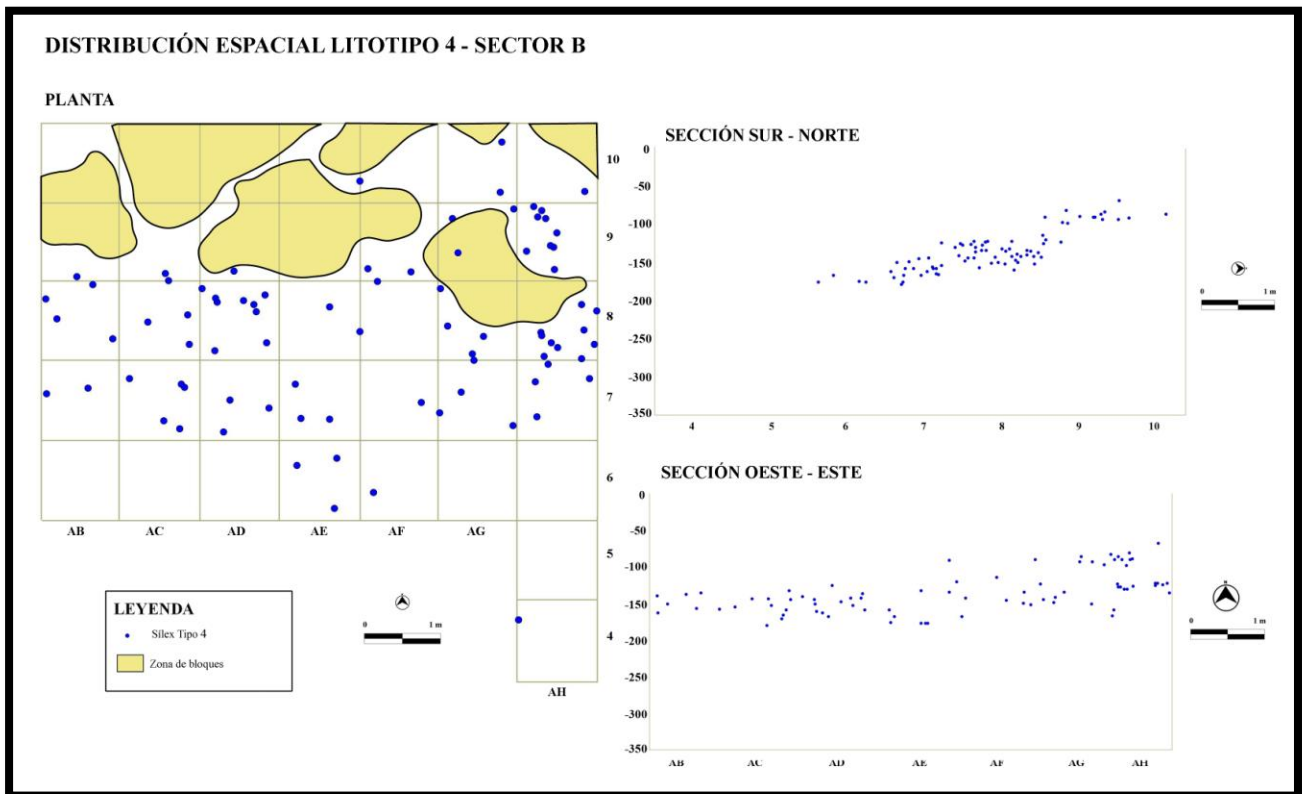 DISTRIBUCIÓN ESPACIAL LITOTIPO 4 - SECTOR B
PLANTA
10
9
8
7
6
AB AC AD AE AF AG
5
4
AH
LEYENDA
Sílex Tipo 4
Zona de bloques
0 1 m
SECCIÓN SUR - NORTE
0
-50
-100
-150
-200
-250
-300
-350
4 5 6 7 8 9 10
0 1 m
SECCIÓN OESTE - ESTE
0
-50
-100
-150
-200
-250
-300
-350
AB AC AD AE AF AG AH
0 1 m